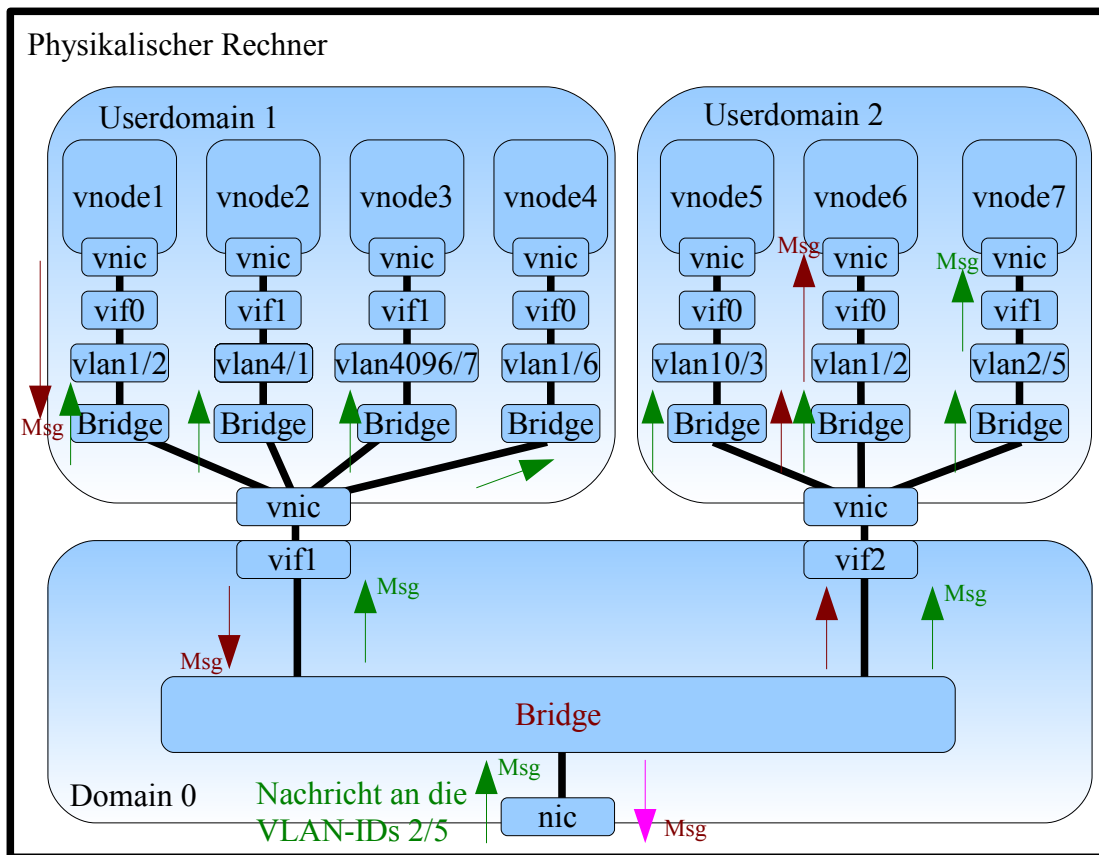 Physikalischer Rechner
Userdomain 1
Userdomain 2
vnode1 vnode2 vnode3 vnode4 vnode5 vnode6 vnode7
vnic vnic vnic vnic vnic Msg vnic Msg vnic
vif0 vif1 vif1 vif0 vif0 vif0 vif1
vlan1/2 vlan4/1 vlan4096/7 vlan1/6 vlan10/3 vlan1/2 vlan2/5
Msg Bridge Bridge Bridge Bridge Bridge Bridge Bridge
vnic vnic
vif1 vif2
Msg Msg
Msg
Bridge
Msg
Domain 0
Nachricht an die
VLAN-IDs 2/5
nic
Msg